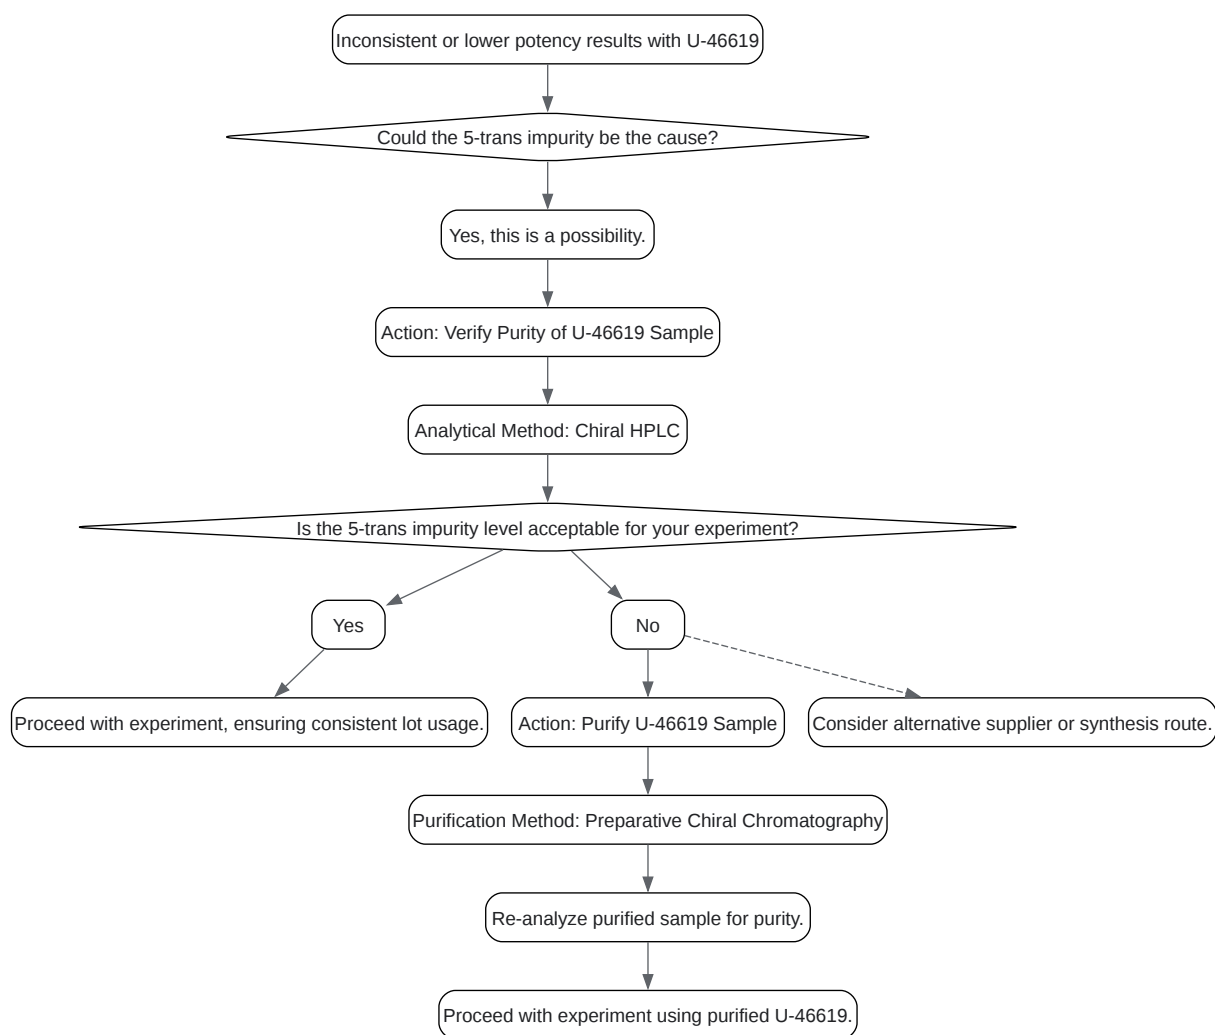 Inconsistent or lower potency results with U-46619
Could the 5-trans impurity be the cause?
Yes, this is a possibility.
Action: Verify Purity of U-46619 Sample
Analytical Method: Chiral HPLC
Is the 5-trans impurity level acceptable for your experiment?
Yes
No
Proceed with experiment, ensuring consistent lot usage.
Action: Purify U-46619 Sample
Consider alternative supplier or synthesis route.
Purification Method: Preparative Chiral Chromatography
Re-analyze purified sample for purity.
Proceed with experiment using purified U-46619.